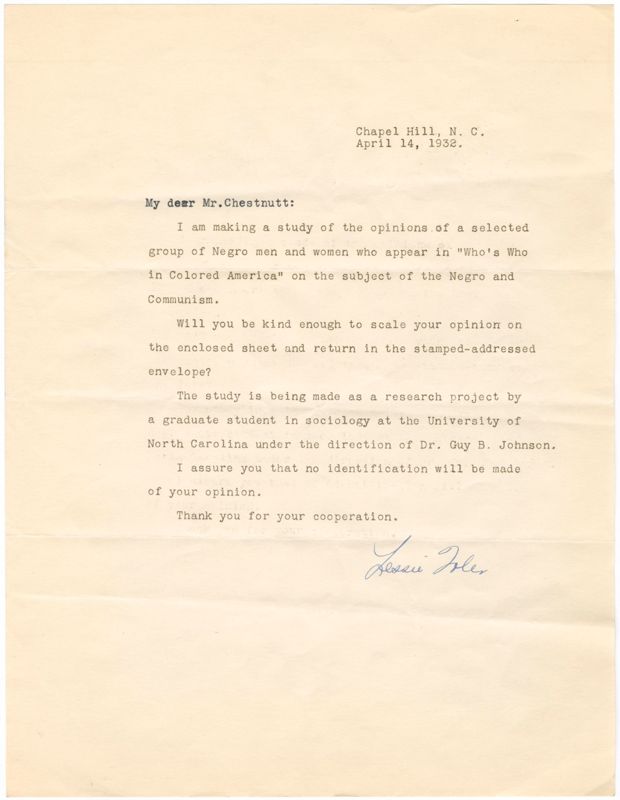 Chapel Hill, N. C.
April 14, 1932.
My dear Mr.Chestnutt:
I am making a study of the opinions of a selected
group of Negro men and women who appear in "Who's Who
in Colored America" on the subject of the Negro and
Communism.
Will you be kind enough to scale your opinion on
the enclosed sheet and return in the stamped-addressed
envelope?
The study is being made as a research project by
a graduate student in sociology at the University of
North Carolina under the direction of Dr. Guy B. Johnson.
I assure you that no identification will be made
of your opinion.
Thank you for your cooperation.
Lessie Toler